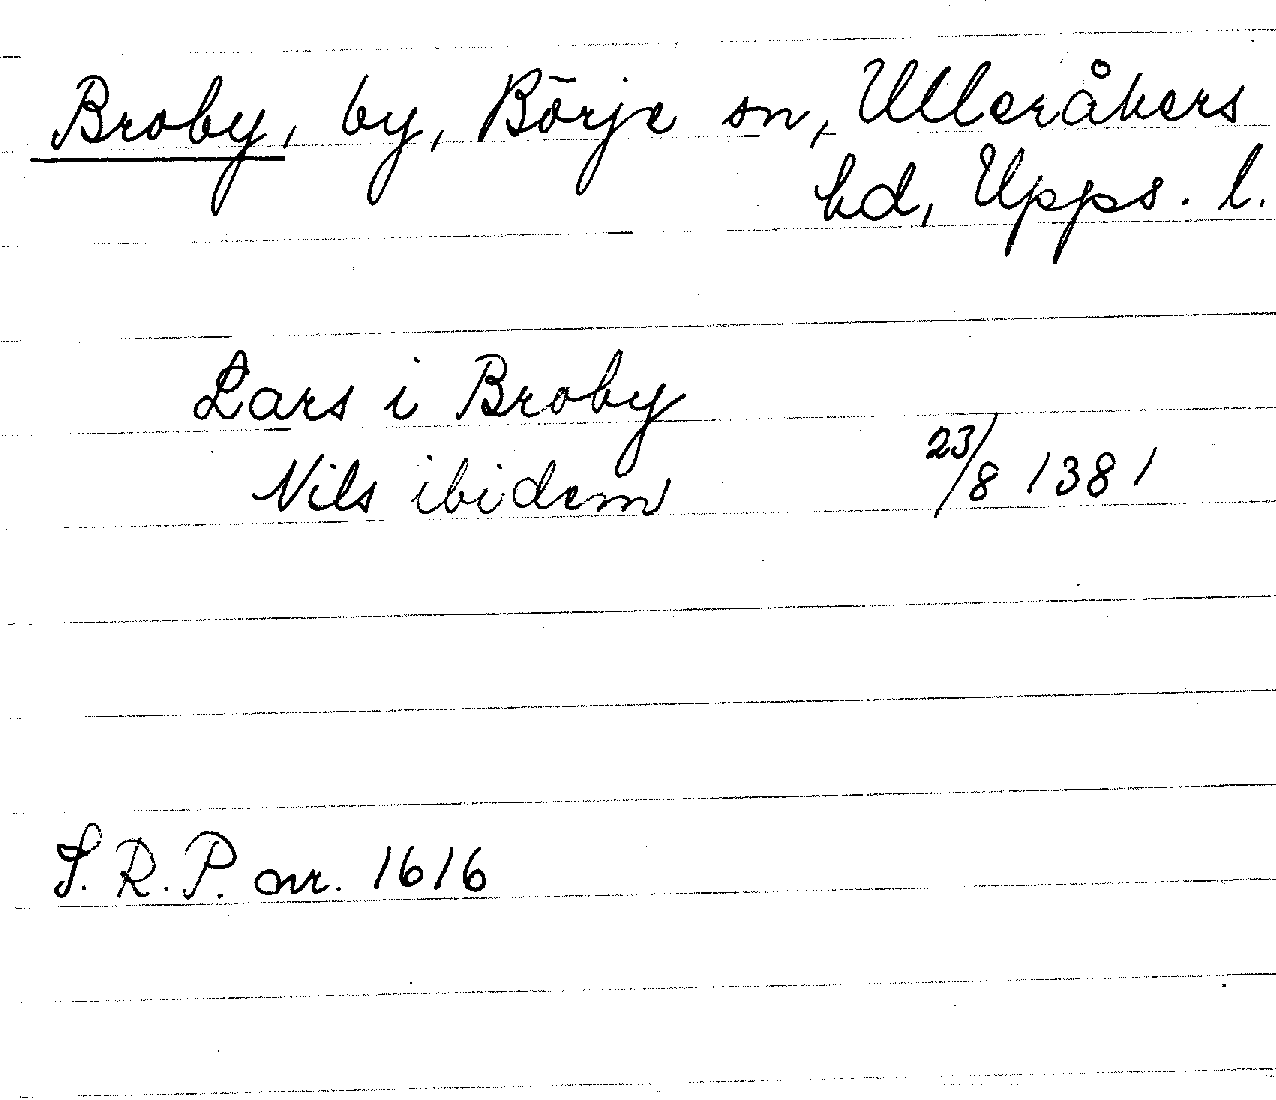 Broby, by, Börje sn, Ulleråkers
hd, Upps. l.
Lars i Broby
Nils ibidem 23/8 1381
S.R.P. nr. 1616